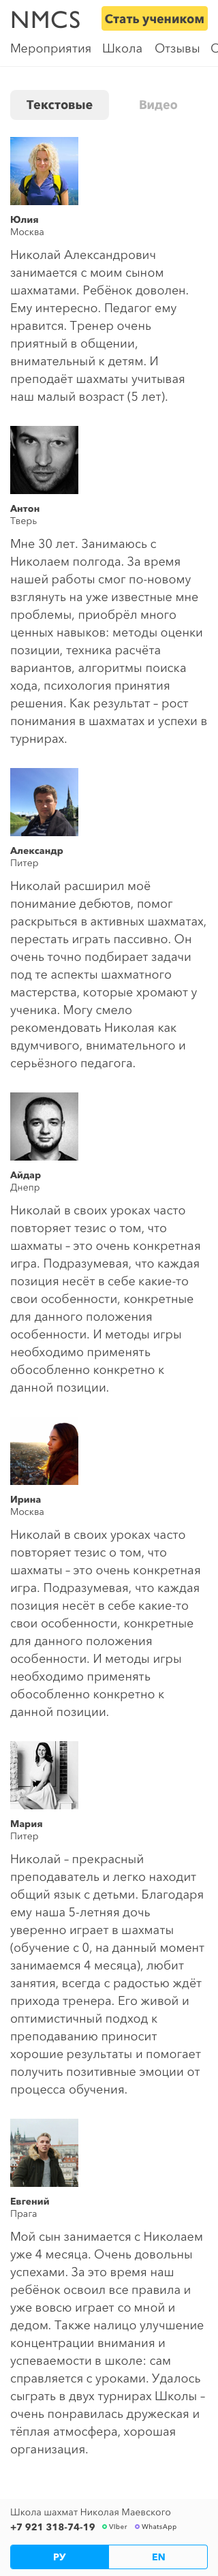 NMCS
Стать учеником
Мероприятия Школа Отзывы
Текстовые Видео
Юлия
Москва
Николай Александрович
занимается с моим сыном
шахматами. Ребёнок доволен.
Ему интересно. Педагог ему
нравится. Тренер очень
приятный в общении,
внимательный к детям. И
преподаёт шахматы учитывая
наш малый возраст (5 лет).
Антон
Тверь
Мне 30 лет. Занимаюсь с
Николаем полгода. За время
нашей работы смог по-новому
взглянуть на уже известные мне
проблемы, приобрёл много
ценных навыков: методы оценки
позиции, техника расчёта
вариантов, алгоритмы поиска
хода, психология принятия
решения. Как результат – рост
понимания в шахматах и успехи в
турнирах.
Александр
Питер
Николай расширил моё
понимание дебютов, помог
раскрыться в активных шахматах,
перестать играть пассивно. Он
очень точно подбирает задачи
под те аспекты шахматного
мастерства, которые хромают у
ученика. Могу смело
рекомендовать Николая как
вдумчивого, внимательного и
серьёзного педагога.
Айдар
Днепр
Николай в своих уроках часто
повторяет тезис о том, что
шахматы – это очень конкретная
игра. Подразумевая, что каждая
позиция несёт в себе какие-то
свои особенности, конкретные
для данного положения
особенности. И методы игры
необходимо применять
обособленно конкретно к
данной позиции.
Ирина
Москва
Николай в своих уроках часто
повторяет тезис о том, что
шахматы – это очень конкретная
игра. Подразумевая, что каждая
позиция несёт в себе какие-то
свои особенности, конкретные
для данного положения
особенности. И методы игры
необходимо применять
обособленно конкретно к
данной позиции.
Мария
Питер
Николай – прекрасный
преподаватель и легко находит
общий язык с детьми. Благодаря
ему наша 5-летняя дочь
уверенно играет в шахматы
(обучение с 0, на данный момент
занимаемся 4 месяца), любит
занятия, всегда с радостью ждёт
прихода тренера. Его живой и
оптимистичный подход к
преподаванию приносит
хорошие результаты и помогает
получить позитивные эмоции от
процесса обучения.
Евгений
Прага
Мой сын занимается с Николаем
уже 4 месяца. Очень довольны
успехами. За это время наш
ребёнок освоил все правила и
уже вовсю играет со мной и
дедом. Также налицо улучшение
концентрации внимания и
успеваемости в школе: сам
справляется с уроками. Удалось
сыграть в двух турнирах Школы –
очень понравилась дружеская и
тёплая атмосфера, хорошая
организация.
Школа шахмат Николая Маевского
+7 921 318-74-19 Viber WhatsApp
РУ EN